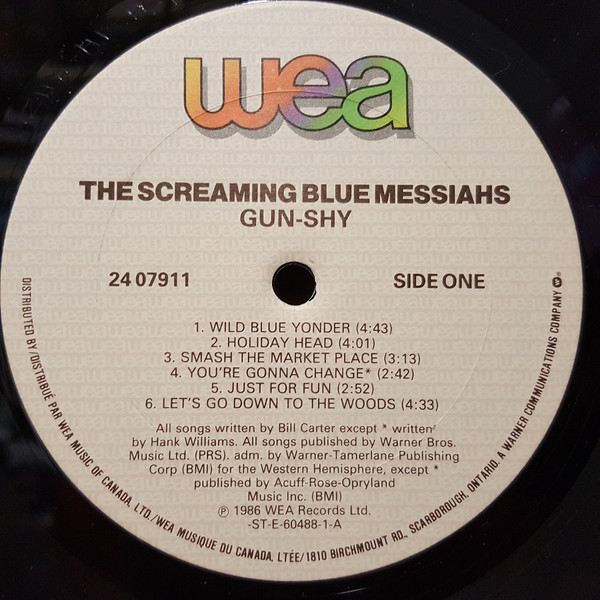 wea
THE SCREAMING BLUE MESSIAHS
GUN-SHY
24 07911
SIDE ONE
1. WILD BLUE YONDER (4:43)
2. HOLIDAY HEAD (4:01)
3. SMASH THE MARKET PLACE (3:13)
4. YOU'RE GONNA CHANGE* (2:42)
5. JUST FOR FUN (2:52)
6. LET'S GO DOWN TO THE WOODS (4:33)
All songs written by Bill Carter except * written
by Hank Williams. All songs published by Warner Bros.
Music Ltd. (PRS). adm. by Warner-Tamerlane Publishing
Corp (BMI) for the Western Hemisphere, except *
published by Acuff-Rose-Opryland
Music Inc. (BMI)
℗ 1986 WEA Records Ltd.
-ST-E-60488-1-A
DISTRIBUTED BY/DISTRIBUÉ PAR WEA MUSIC OF CANADA, LTD./WEA MUSIQUE DU CANADA, LTÉE/1810 BIRCHMOUNT RD., SCARBOROUGH, ONTARIO. A WARNER COMMUNICATIONS COMPANY